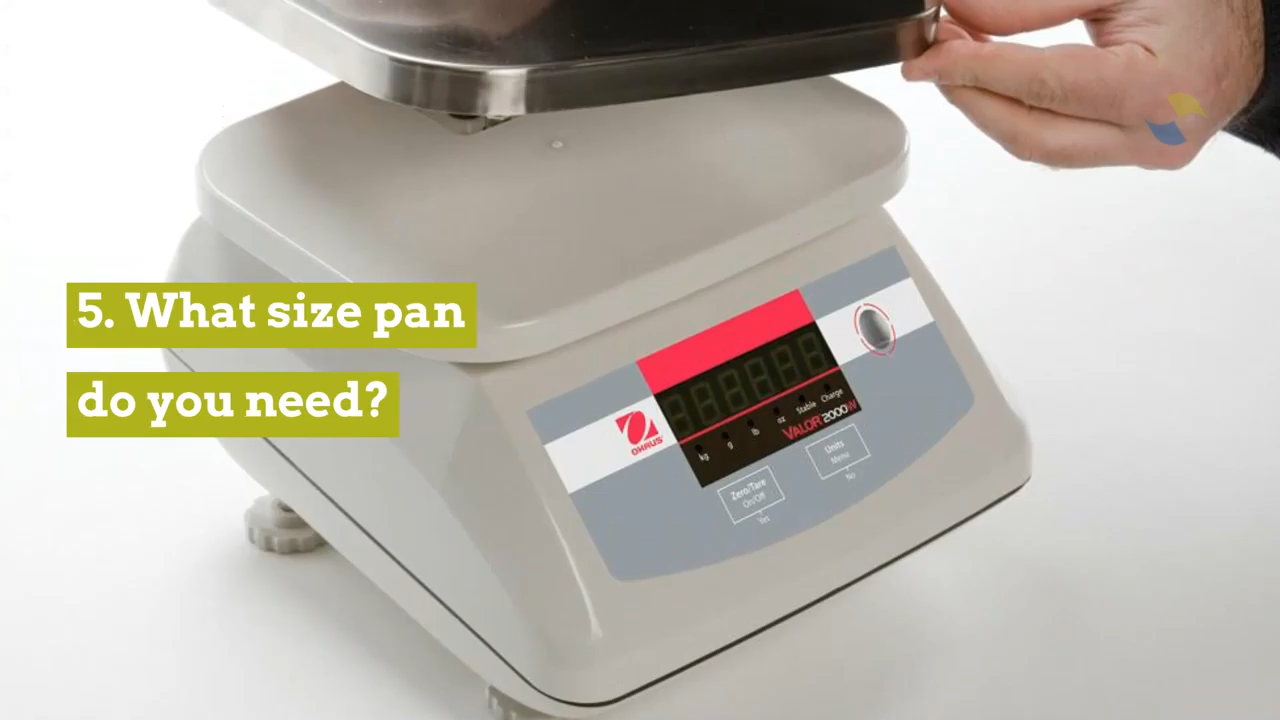 5. What size pan
do you need?
OHAUS
kg g lb oz Stable Charge
VALOR 2000W
Zero/Tare
On/Off
Yes
Units
Menu
No